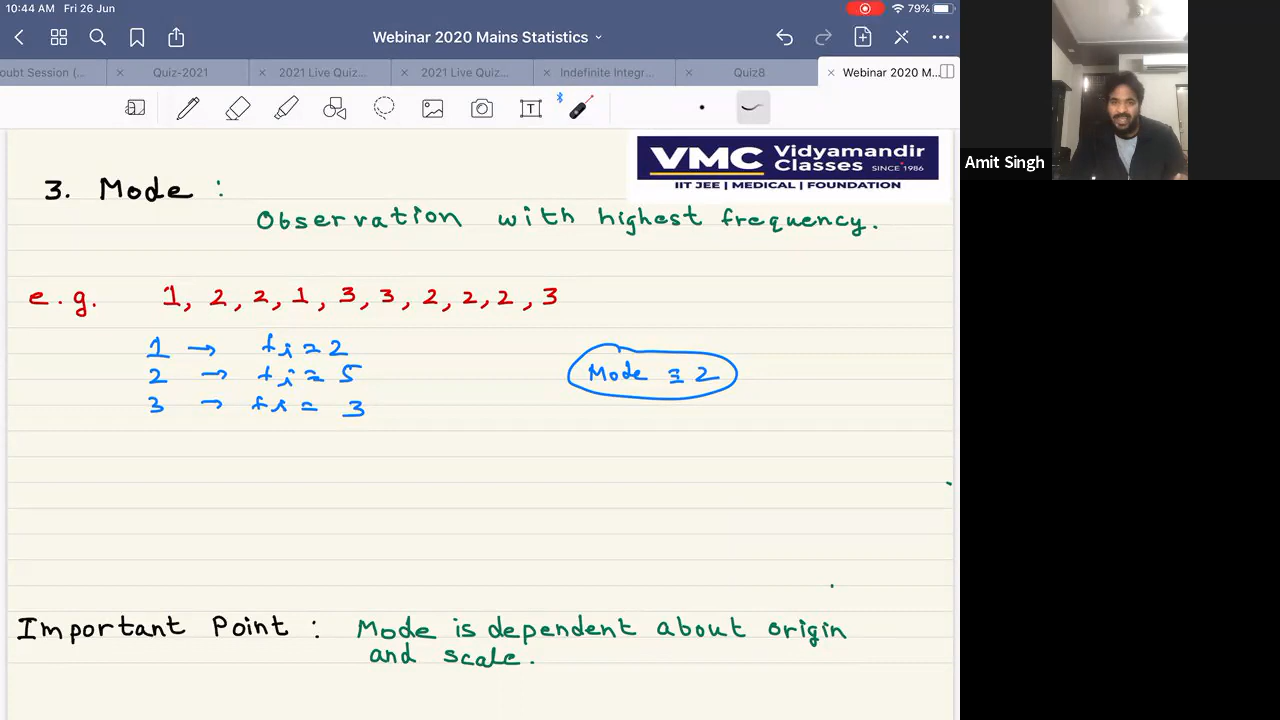 10:44 AM Fri 26 Jun
79%
Webinar 2020 Mains Statistics
oubt Session (...
Quiz-2021
2021 Live Quiz...
2021 Live Quiz...
Indefinite Integr...
Quiz8
Webinar 2020 M...
VMC Vidyamandir Classes SINCE 1986
IIT JEE | MEDICAL | FOUNDATION
Amit Singh
3. Mode :
Observation with highest frequency.
e.g. 1, 2, 2, 1, 3, 3, 2, 2, 2, 3
1 → fi = 2
2 → fi = 5
3 → fi = 3
Mode ≡ 2
Important Point : Mode is dependent about origin
and scale.